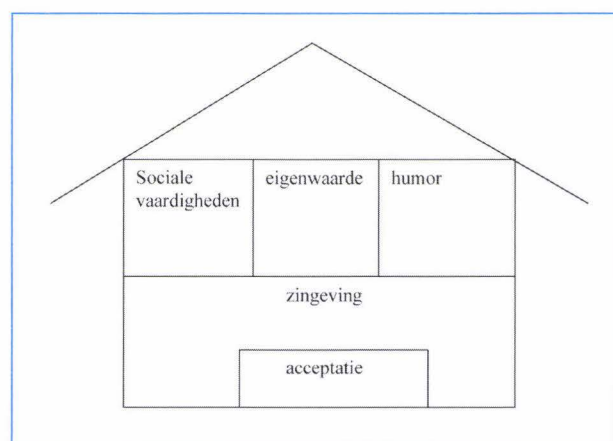 Sociale
vaardigheden
eigenwaarde
humor
zingeving
acceptatie